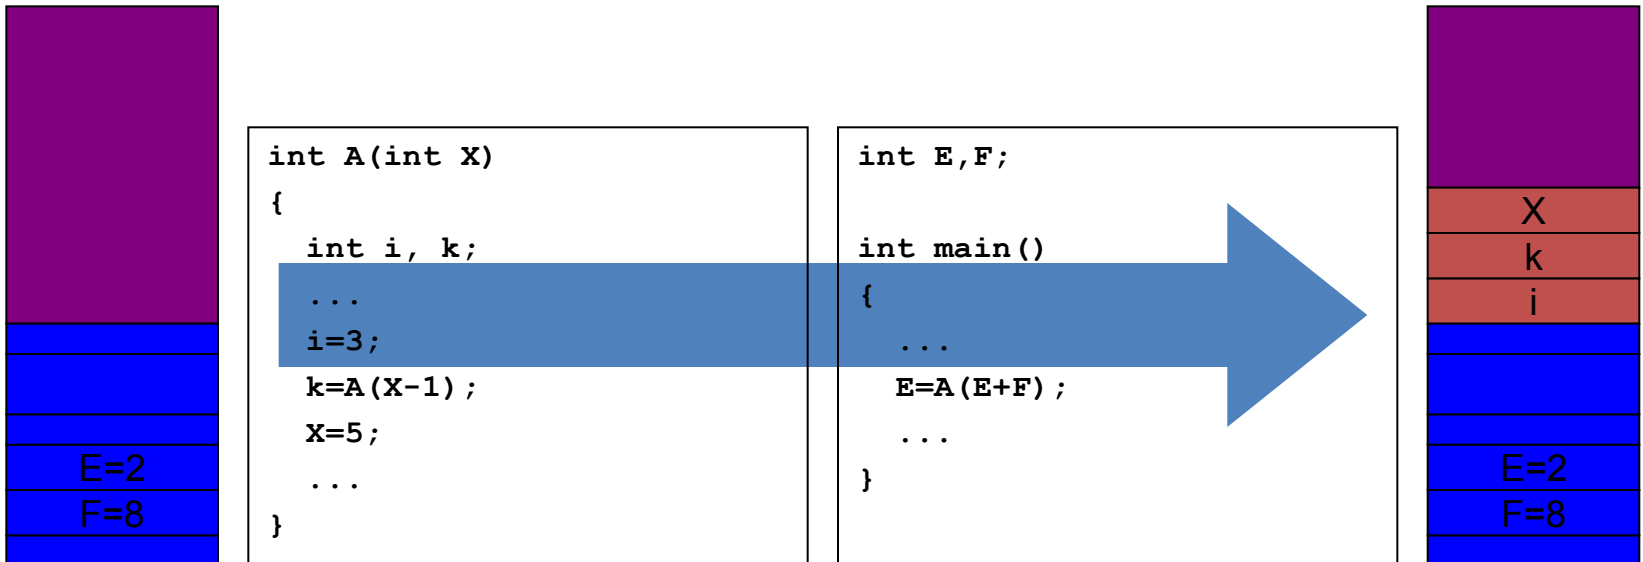 E=2
F=8
int A(int X)
{
int i, k;
...
i=3;
k=A(X-1);
X=5;
...
}
int E,F;
int main()
{
...
E=A(E+F);
...
}
X
k
i
E=2
F=8